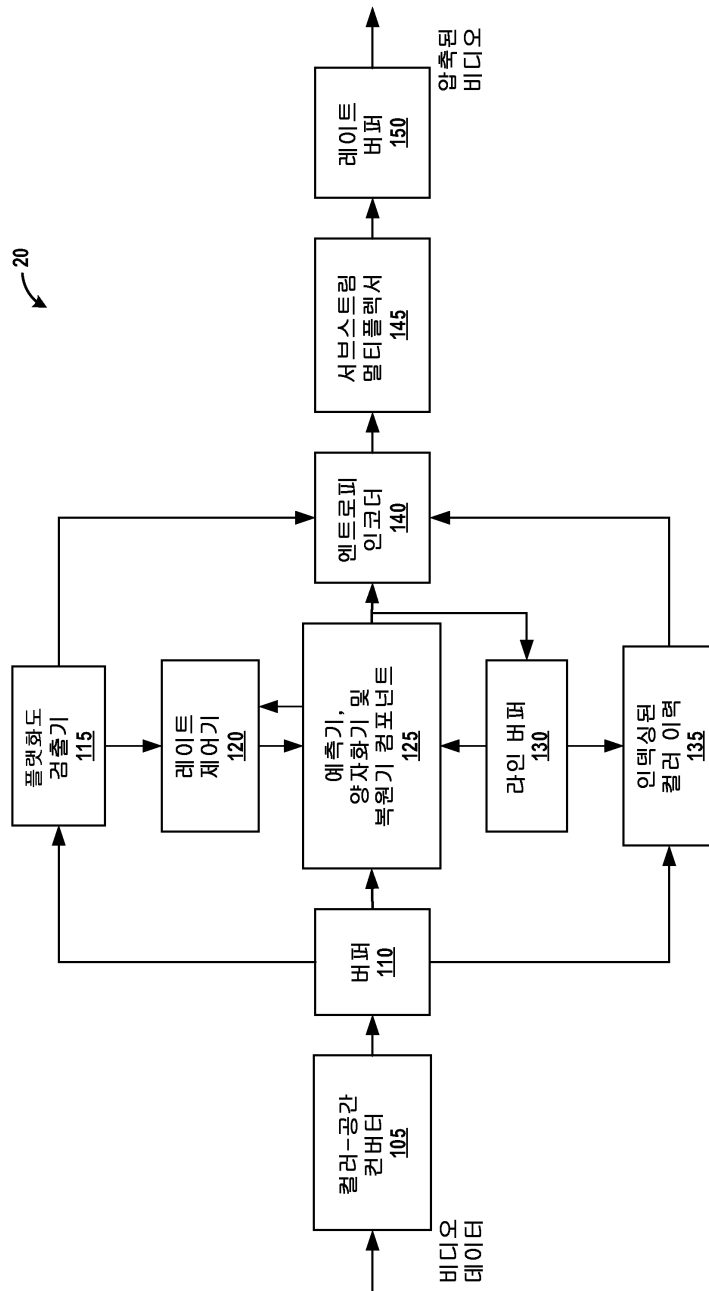 20
비디오
데이터
컬러-공간
컨버터
105
버퍼
110
플랫화도
검출기
115
레이트
제어기
120
예측기,
양자화기 및
복원기 컴포넌트
125
라인 버퍼
130
인덱싱된
컬러 이력
135
엔트로피
인코더
140
서브스트림
멀티플렉서
145
레이트
버퍼
150
압축된
비디오